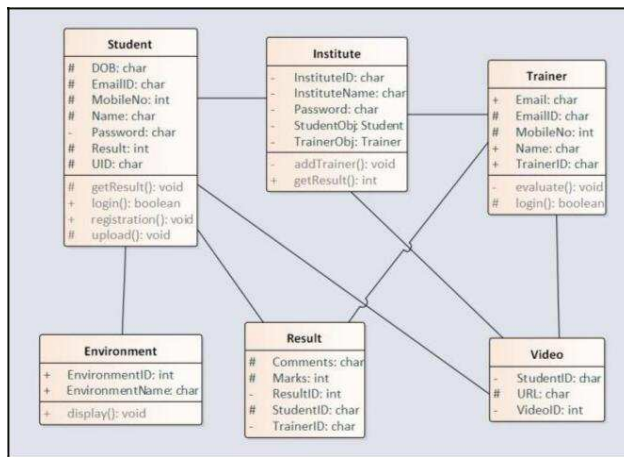 Student
# DOB: char
# EmailID: char
# MobileNo: int
# Name: char
- Password: char
# Result: int
# UID: char
# getResult(): void
+ login(): boolean
+ registration(): void
# upload(): void
Institute
- InstituteID: char
- InstituteName: char
- Password: char
- StudentObj: Student
- TrainerObj: Trainer
- addTrainer(): void
+ getResult(): int
Trainer
+ Email: char
# EmailID: char
# MobileNo: int
+ Name: char
+ TrainerID: char
- evaluate(): void
# login(): boolean
Environment
+ EnvironmentID: int
+ EnvironmentName: char
+ display(): void
Result
# Comments: char
# Marks: int
- ResultID: int
# StudentID: char
- TrainerID: char
Video
- StudentID: char
# URL: char
- VideoID: int